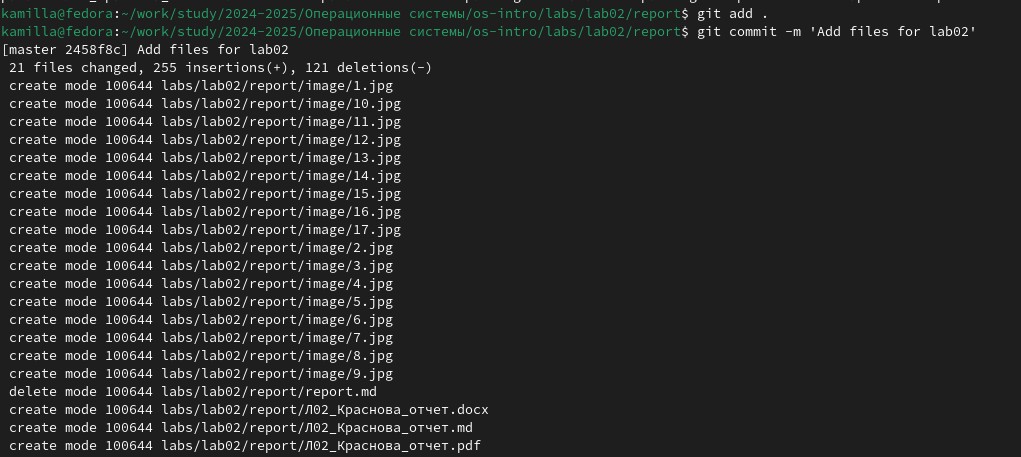 kamilla@fedora:~/work/study/2024-2025/Операционные системы/os-intro/labs/lab02/report$ git add .
kamilla@fedora:~/work/study/2024-2025/Операционные системы/os-intro/labs/lab02/report$ git commit -m 'Add files for lab02'
[master 2458f8c] Add files for lab02
 21 files changed, 255 insertions(+), 121 deletions(-)
 create mode 100644 labs/lab02/report/image/1.jpg
 create mode 100644 labs/lab02/report/image/10.jpg
 create mode 100644 labs/lab02/report/image/11.jpg
 create mode 100644 labs/lab02/report/image/12.jpg
 create mode 100644 labs/lab02/report/image/13.jpg
 create mode 100644 labs/lab02/report/image/14.jpg
 create mode 100644 labs/lab02/report/image/15.jpg
 create mode 100644 labs/lab02/report/image/16.jpg
 create mode 100644 labs/lab02/report/image/17.jpg
 create mode 100644 labs/lab02/report/image/2.jpg
 create mode 100644 labs/lab02/report/image/3.jpg
 create mode 100644 labs/lab02/report/image/4.jpg
 create mode 100644 labs/lab02/report/image/5.jpg
 create mode 100644 labs/lab02/report/image/6.jpg
 create mode 100644 labs/lab02/report/image/7.jpg
 create mode 100644 labs/lab02/report/image/8.jpg
 create mode 100644 labs/lab02/report/image/9.jpg
 delete mode 100644 labs/lab02/report/report.md
 create mode 100644 labs/lab02/report/Л02_Краснова_отчет.docx
 create mode 100644 labs/lab02/report/Л02_Краснова_отчет.md
 create mode 100644 labs/lab02/report/Л02_Краснова_отчет.pdf